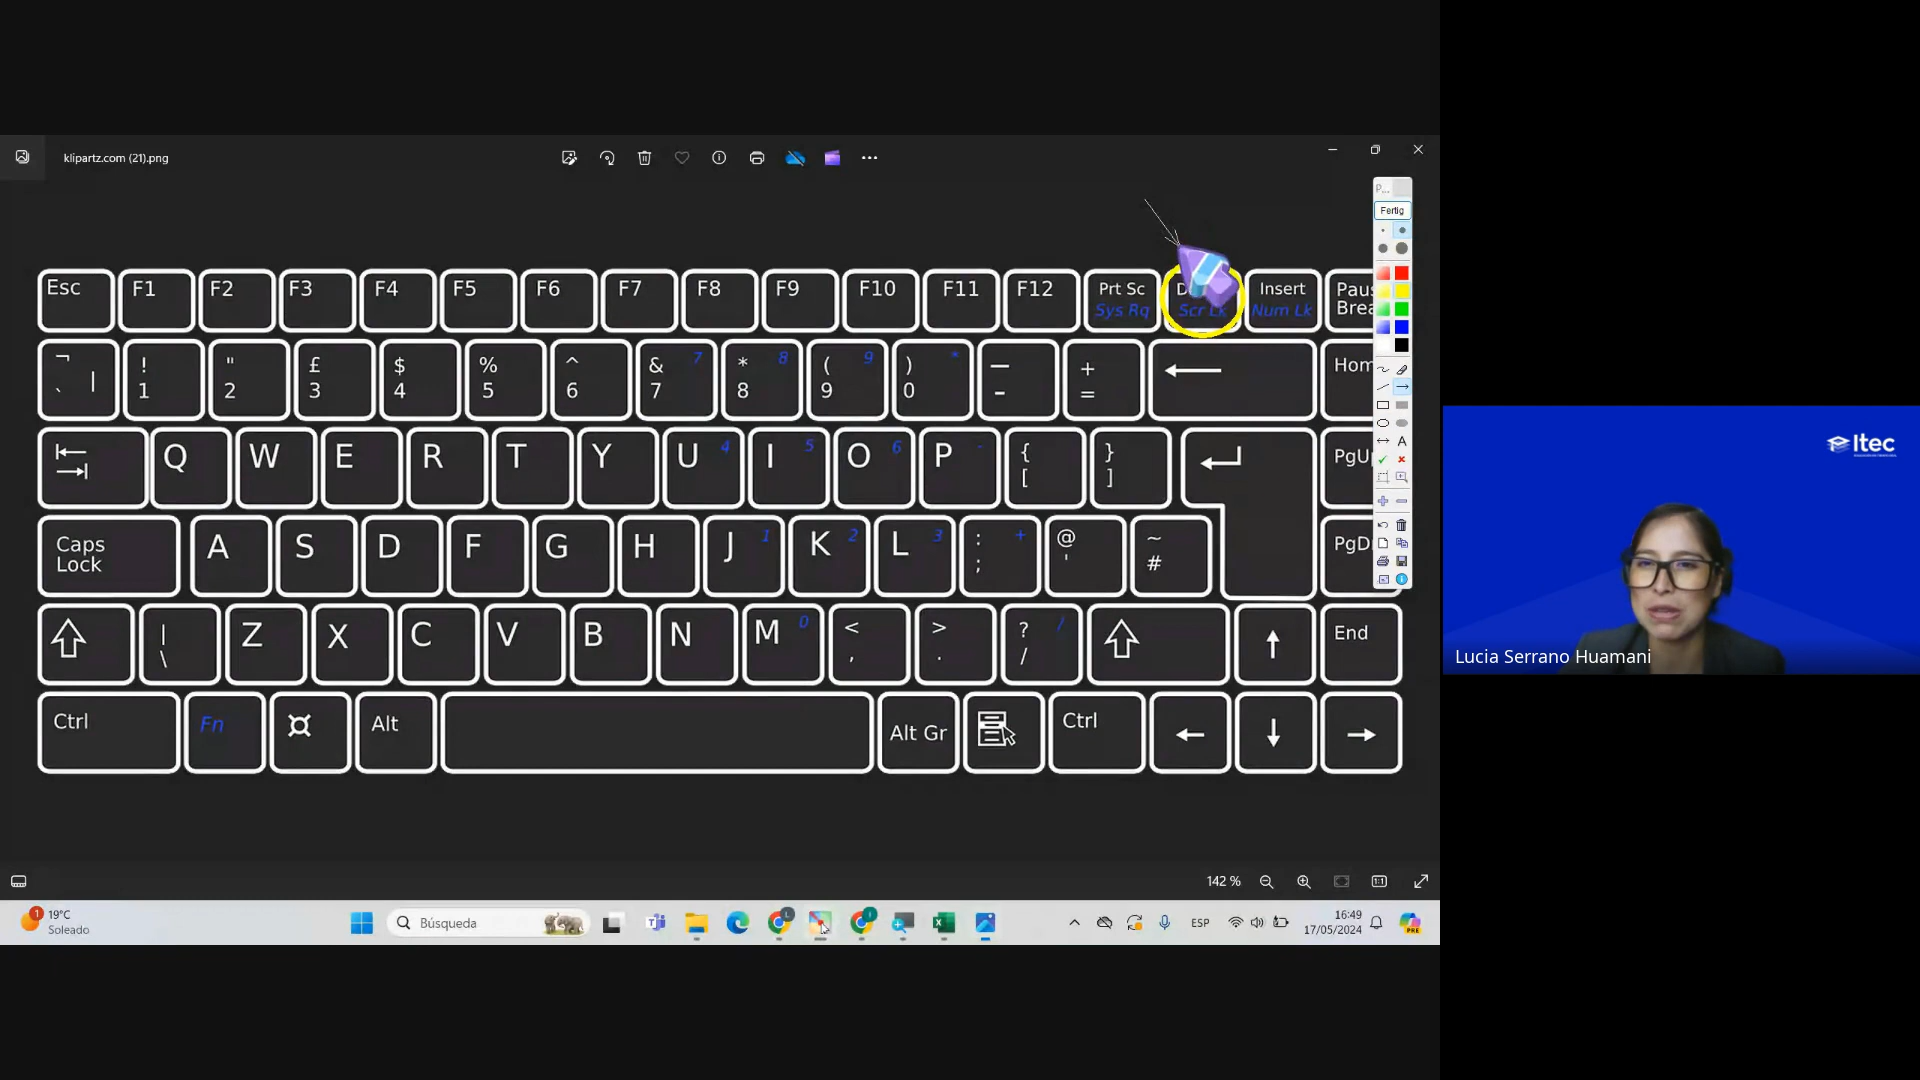 klipartz.com (21).png
P...
Fertig
Esc F1 F2 F3 F4 F5 F6 F7 F8 F9 F10 F11 F12 Prt Sc Insert
Sys Rq Scr Lk Num Lk
¬ ! " £ $ % ^ & 7 * 8 ( 9 ) * — +
` | 1 2 3 4 5 6 7 8 9 0 - =
Q W E R T Y U 4 I 5 O 6 P - { [ } ]
Caps Lock A S D F G H J 1 K 2 L 3 : ; + @ ' ~ #
| \ Z X C V B N M 0 < , > . ? / / End
Ctrl Fn Alt Alt Gr Ctrl
A
142 %
1 19°C
Soleado
Búsqueda
ESP
16:49
17/05/2024
PRE
Itec
Lucia Serrano Huamani